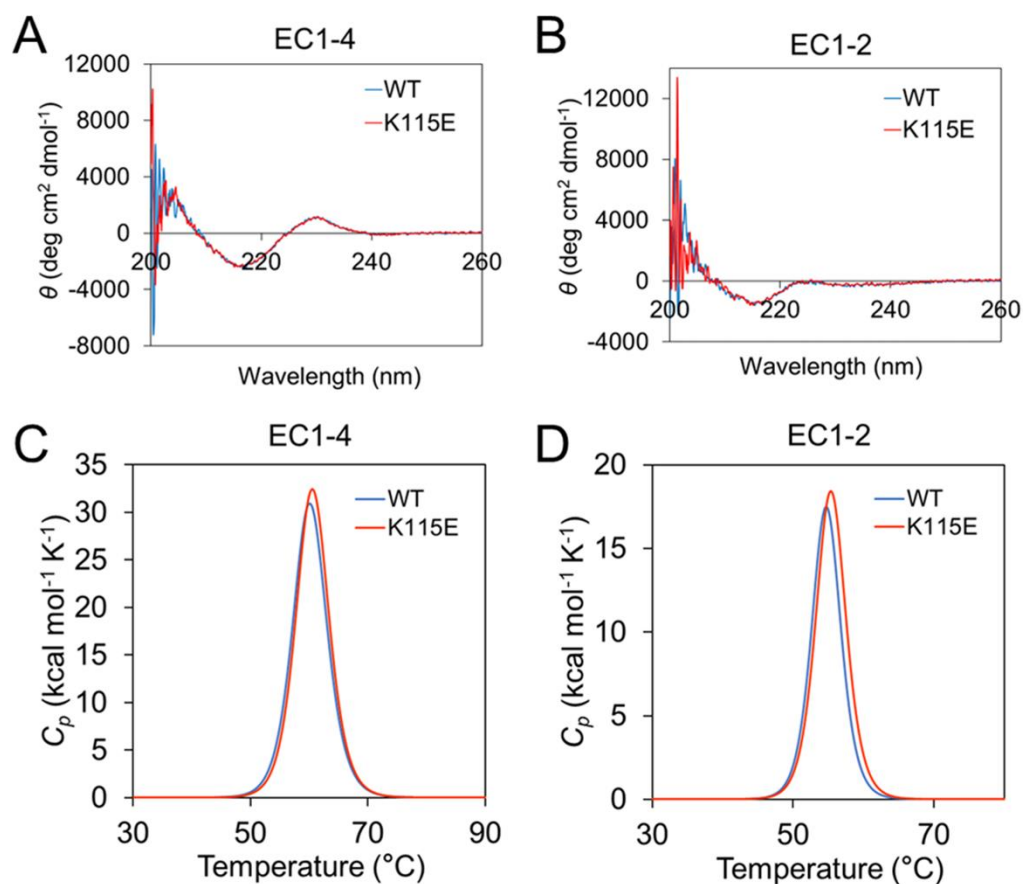 A
EC1-4
12000
8000
4000
0
-4000
-8000
θ (deg cm² dmol⁻¹)
WT
K115E
200
220
240
260
Wavelength (nm)
B
EC1-2
12000
8000
4000
0
-4000
θ (deg cm² dmol⁻¹)
WT
K115E
200
220
240
260
Wavelength (nm)
C
EC1-4
35
30
25
20
15
10
5
0
Cp (kcal mol⁻¹ K⁻¹)
WT
K115E
30
50
70
90
Temperature (°C)
D
EC1-2
20
15
10
5
0
Cp (kcal mol⁻¹ K⁻¹)
WT
K115E
30
50
70
Temperature (°C)